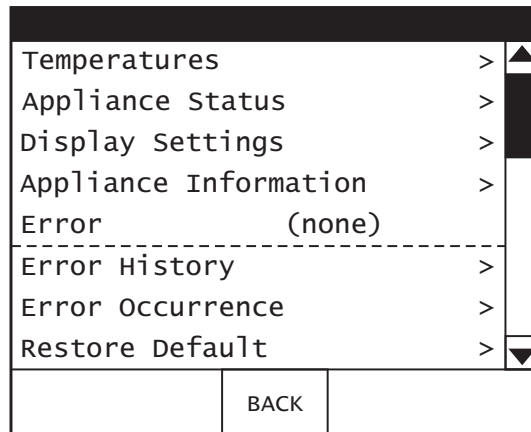 Temperatures >
Appliance Status >
Display Settings >
Appliance Information >
Error (none)
Error History >
Error Occurrence >
Restore Default >
BACK